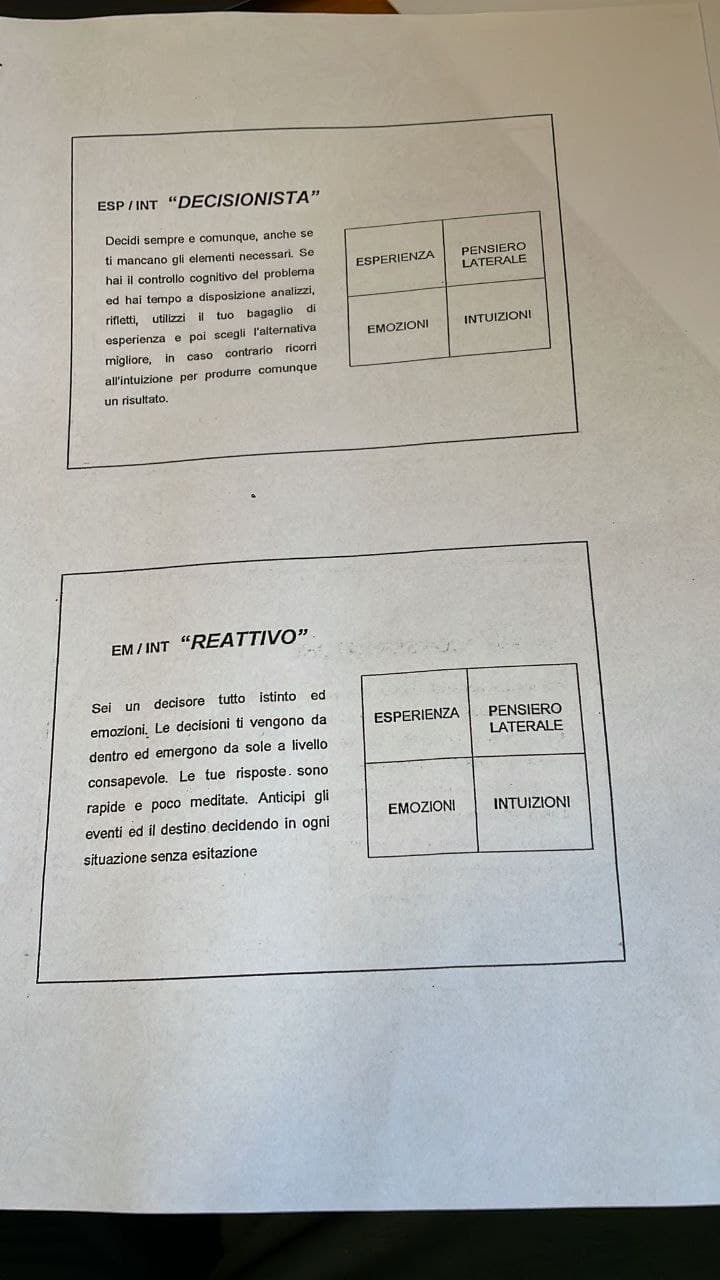 ESP / INT “DECISIONISTA”
Decidi sempre e comunque, anche se
ti mancano gli elementi necessari. Se
hai il controllo cognitivo del problema
ed hai tempo a disposizione analizzi,
rifletti, utilizzi il tuo bagaglio di
esperienza e poi scegli l'alternativa
migliore, in caso contrario ricorri
all'intuizione per produrre comunque
un risultato.
ESPERIENZA
PENSIERO
LATERALE
EMOZIONI
INTUIZIONI
EM / INT “REATTIVO”
Sei un decisore tutto istinto ed
emozioni. Le decisioni ti vengono da
dentro ed emergono da sole a livello
consapevole. Le tue risposte sono
rapide e poco meditate. Anticipi gli
eventi ed il destino decidendo in ogni
situazione senza esitazione
ESPERIENZA
PENSIERO
LATERALE
EMOZIONI
INTUIZIONI